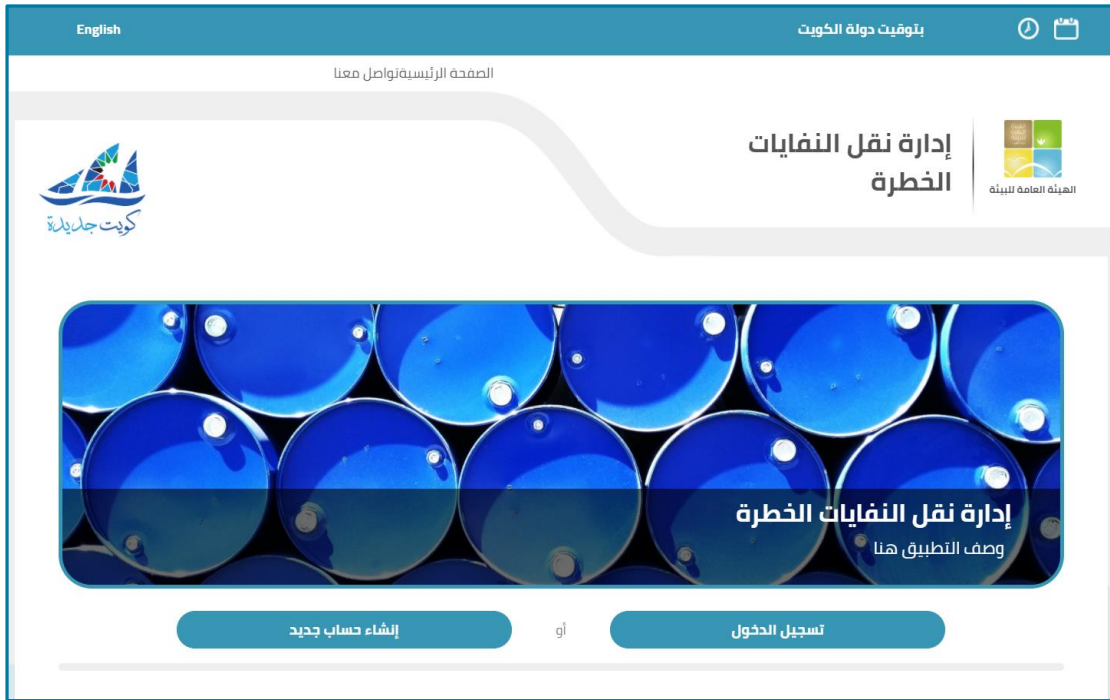 بتوقيت دولة الكويت
English
الصفحة الرئيسيةتواصل معنا
إدارة نقل النفايات
الخطرة
الهيئة العامة للبيئة
كويت جديدة
إدارة نقل النفايات الخطرة
وصف التطبيق هنا
تسجيل الدخول
أو
إنشاء حساب جديد